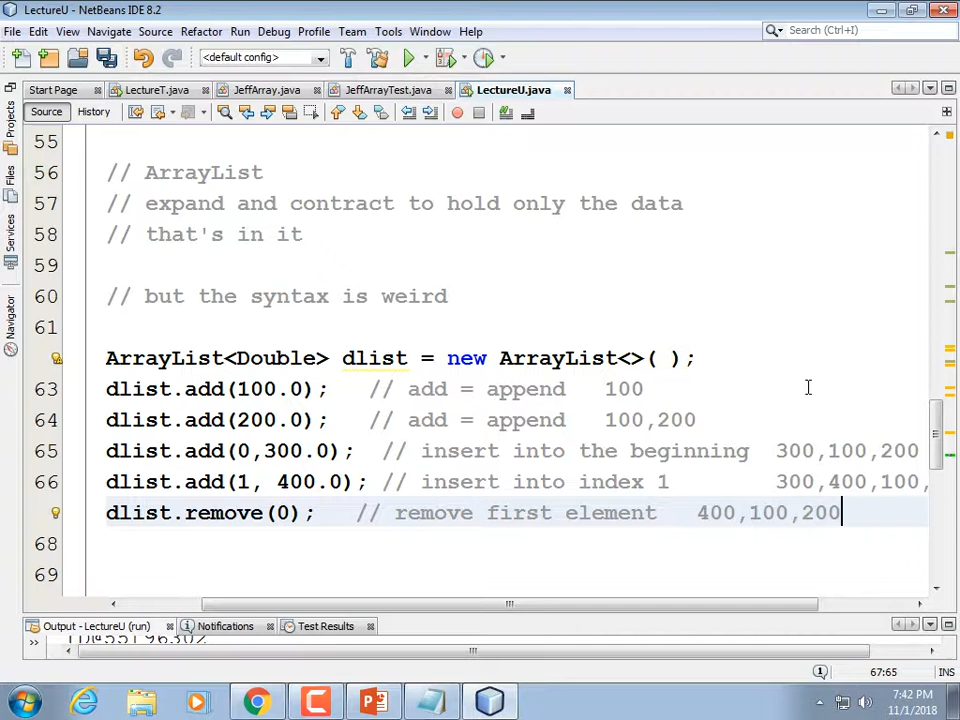 LectureU - NetBeans IDE 8.2
File Edit View Navigate Source Refactor Run Debug Profile Team Tools Window Help
Search (Ctrl+I)
<default config>
Start Page LectureT.java JeffArray.java JeffArrayTest.java LectureU.java
Source History
Projects
Files
Services
Navigator
55
56 // ArrayList
57 // expand and contract to hold only the data
58 // that's in it
59
60 // but the syntax is weird
61
ArrayList<Double> dlist = new ArrayList<>( );
63 dlist.add(100.0); // add = append 100
64 dlist.add(200.0); // add = append 100,200
65 dlist.add(0,300.0); // insert into the beginning 300,100,200
66 dlist.add(1, 400.0); // insert into index 1 300,400,100,
dlist.remove(0); // remove first element 400,100,200
68
69
Output - LectureU (run) Notifications Test Results
67:65 INS
7:42 PM
11/1/2018